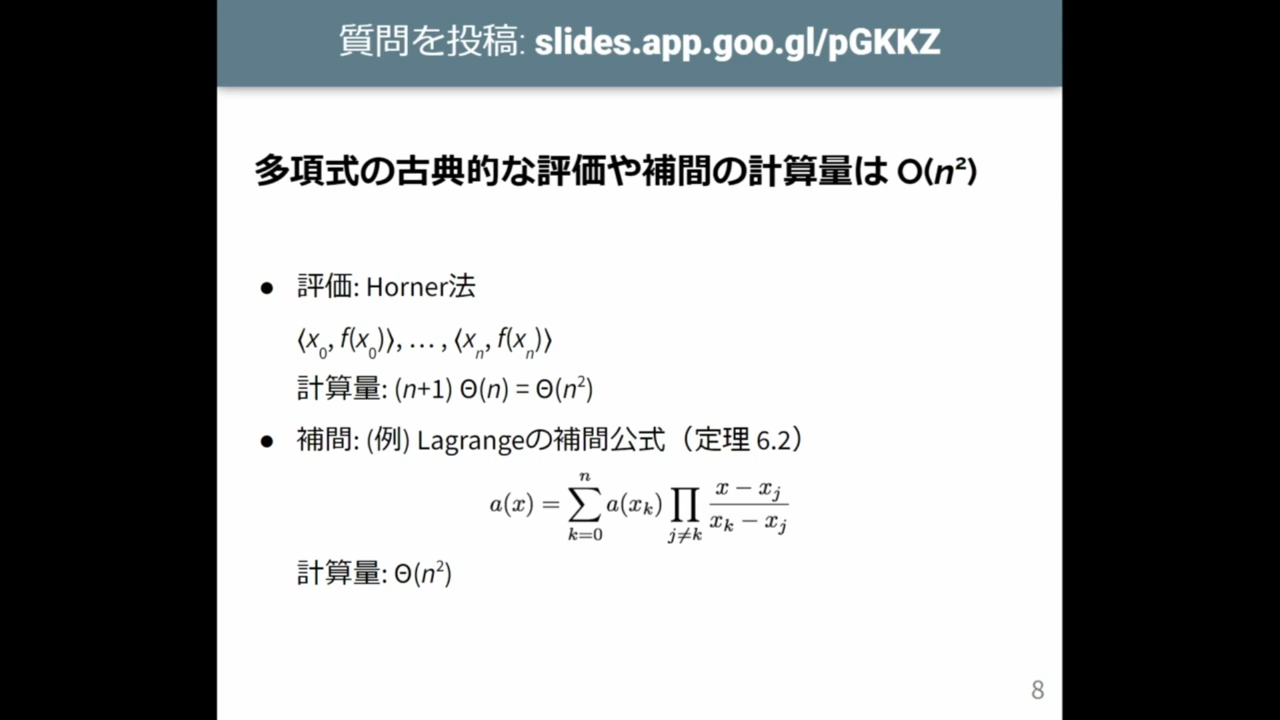 質問を投稿: slides.app.goo.gl/pGKKZ
多項式の古典的な評価や補間の計算量は O(n²)
● 評価: Horner法
⟨x₀, f(x₀)⟩, … , ⟨xₙ, f(xₙ)⟩
計算量: (n+1) Θ(n) = Θ(n²)
● 補間: (例) Lagrangeの補間公式（定理 6.2）
a(x) = ∑_{k=0}^{n} a(x_k) ∏_{j≠k} \frac{x − x_j}{x_k − x_j}
計算量: Θ(n²)
8